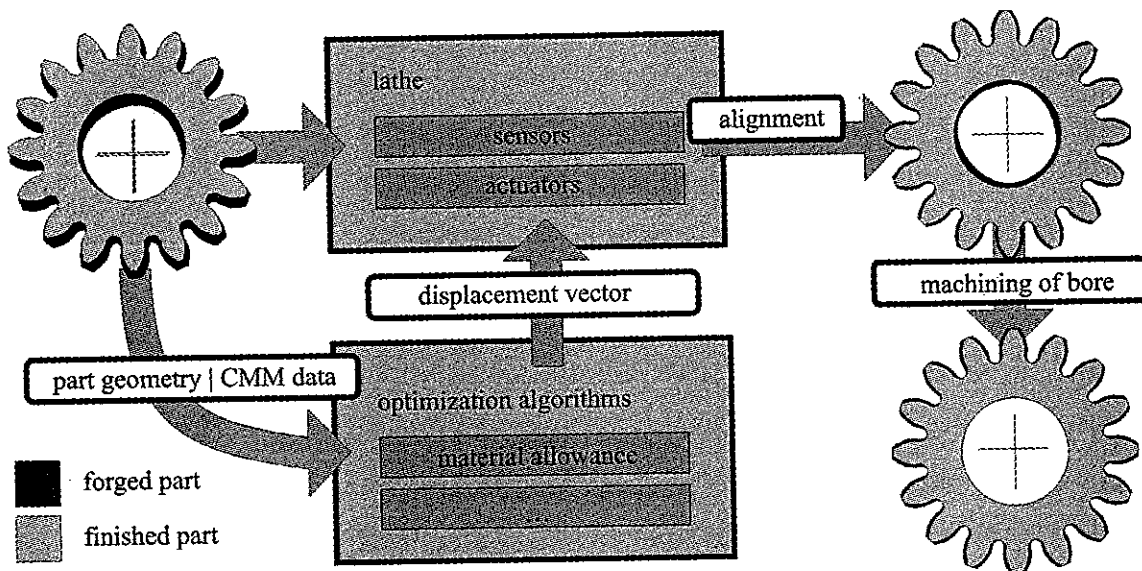 lathe
sensors
actuators
alignment
displacement vector
machining of bore
part geometry | CMM data
optimization algorithms
material allowance
forged part
finished part